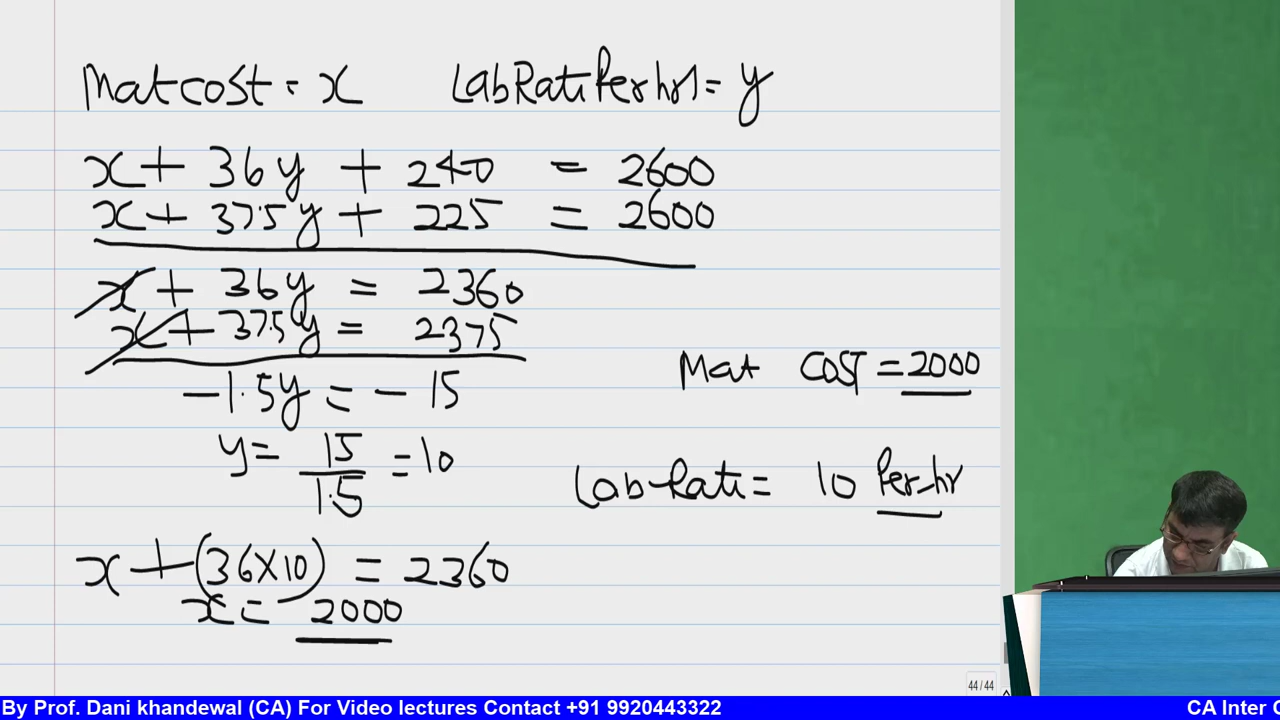 Mat cost = x Lab Rati Per hr = y
x + 36y + 240 = 2600
x + 37.5y + 225 = 2600
x + 36y = 2360
x + 37.5y = 2375
-1.5y = - 15
y = 15/1.5 = 10
x + (36×10) = 2360
x = 2000
Mat COST = 2000
Lab-Rati = 10 Per-hr
44 / 44
By Prof. Dani khandewal (CA) For Video lectures Contact +91 9920443322
CA Inter C